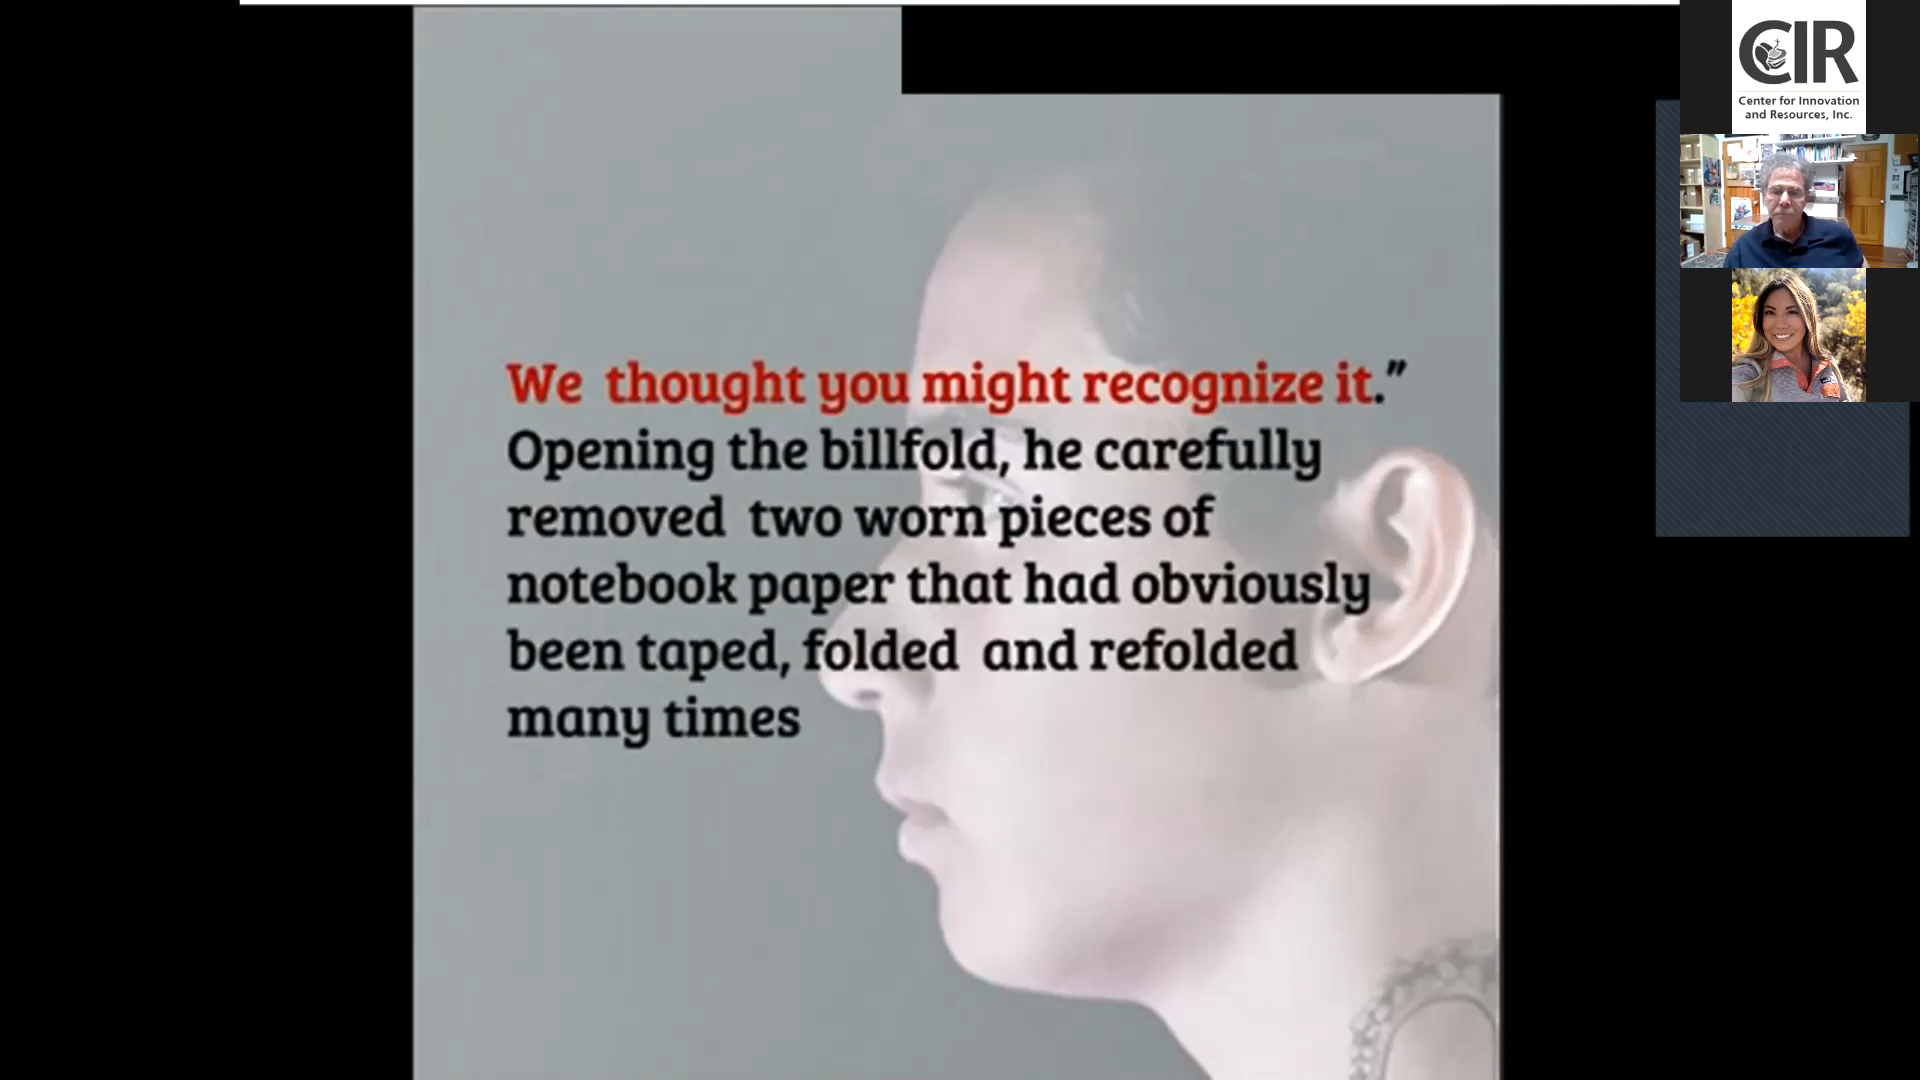 We thought you might recognize it.”
Opening the billfold, he carefully
removed two worn pieces of
notebook paper that had obviously
been taped, folded and refolded
many times
CIR
Center for Innovation
and Resources, Inc.